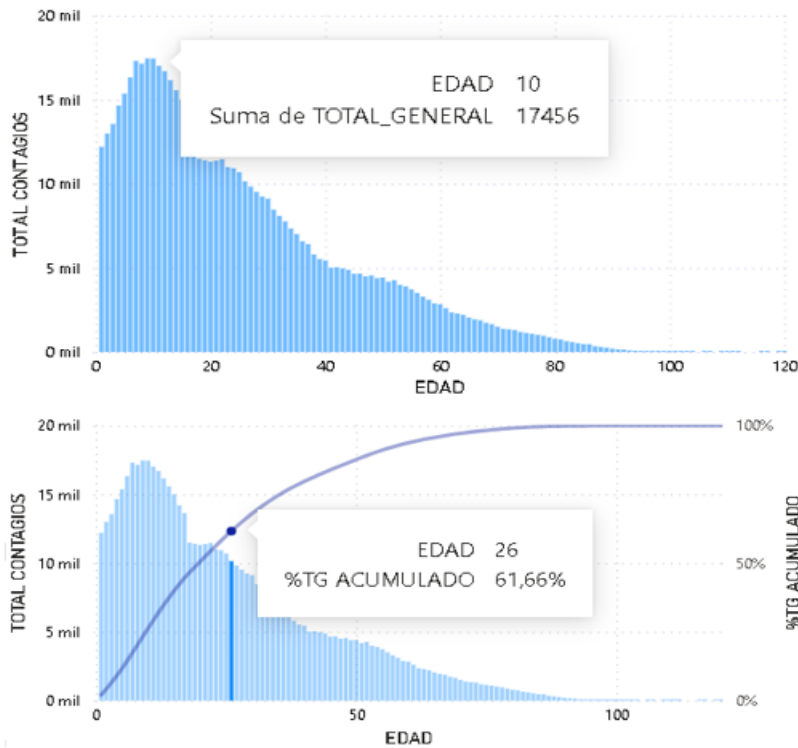 20 mil
15 mil
10 mil
5 mil
0 mil
TOTAL CONTAGIOS
EDAD 10
Suma de TOTAL_GENERAL 17456
0 20 40 60 80 100 120
EDAD
20 mil
15 mil
10 mil
5 mil
0 mil
TOTAL CONTAGIOS
EDAD 26
%TG ACUMULADO 61,66%
100%
50%
0%
%TG ACUMULADO
0 50 100
EDAD